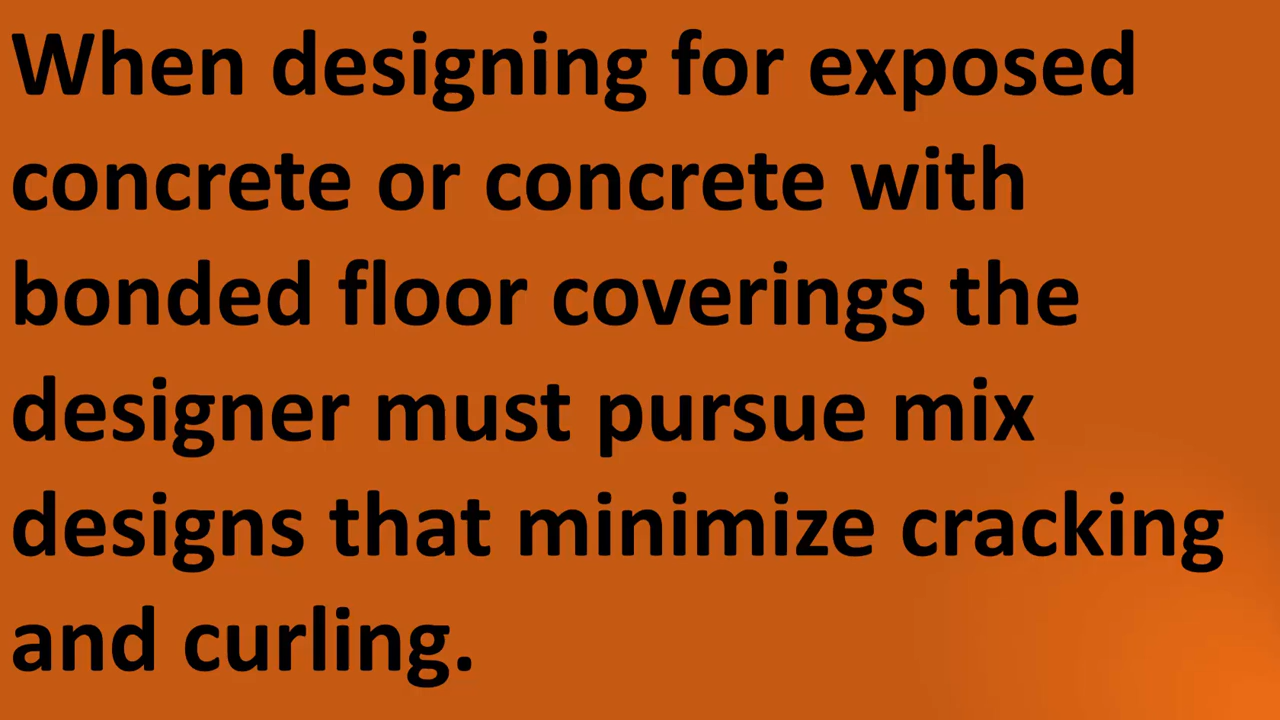 When designing for exposed
concrete or concrete with
bonded floor coverings the
designer must pursue mix
designs that minimize cracking
and curling.